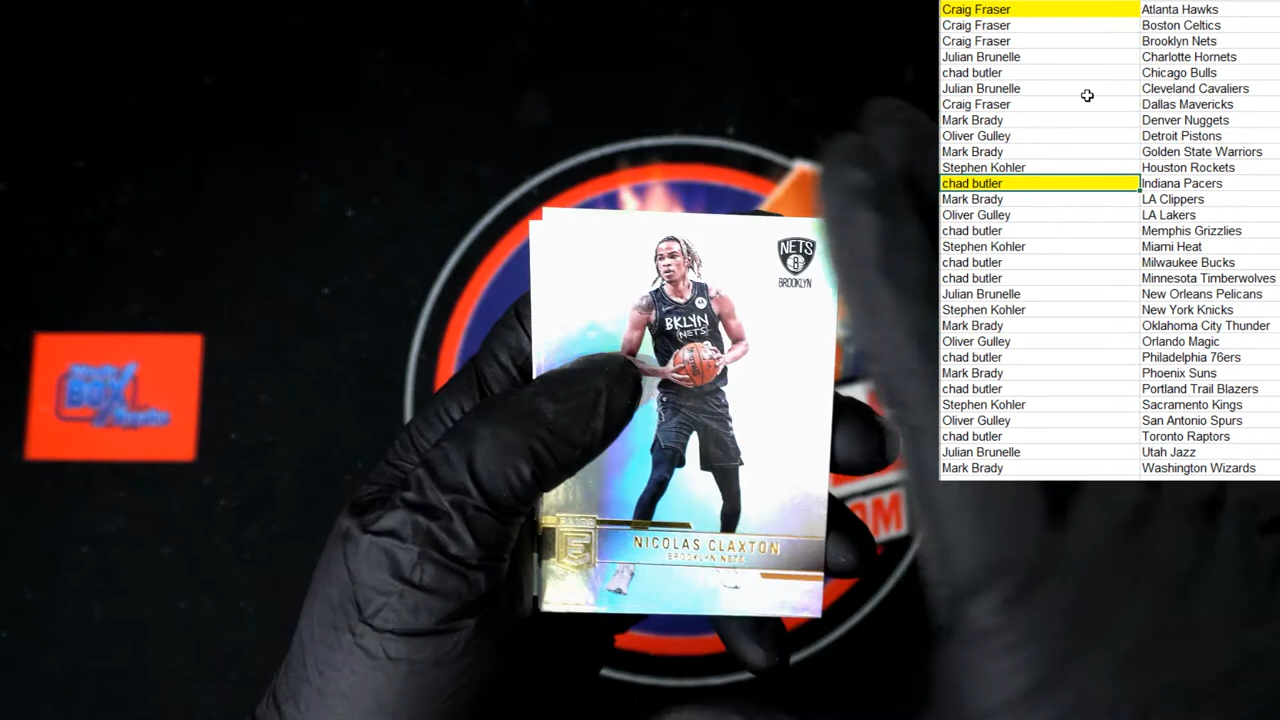 Craig Fraser Atlanta Hawks
Craig Fraser Boston Celtics
Craig Fraser Brooklyn Nets
Julian Brunelle Charlotte Hornets
chad butler Chicago Bulls
Julian Brunelle Cleveland Cavaliers
Craig Fraser Dallas Mavericks
Mark Brady Denver Nuggets
Oliver Gulley Detroit Pistons
Mark Brady Golden State Warriors
Stephen Kohler Houston Rockets
chad butler Indiana Pacers
Mark Brady LA Clippers
Oliver Gulley LA Lakers
chad butler Memphis Grizzlies
Stephen Kohler Miami Heat
chad butler Milwaukee Bucks
chad butler Minnesota Timberwolves
Julian Brunelle New Orleans Pelicans
Stephen Kohler New York Knicks
Mark Brady Oklahoma City Thunder
Oliver Gulley Orlando Magic
chad butler Philadelphia 76ers
Mark Brady Phoenix Suns
chad butler Portland Trail Blazers
Stephen Kohler Sacramento Kings
Oliver Gulley San Antonio Spurs
chad butler Toronto Raptors
Julian Brunelle Utah Jazz
Mark Brady Washington Wizards
NETS
B
BROOKLYN
BKLYN
NETS
E
NICOLAS CLAXTON
BROOKLYN NETS
BOX
OM